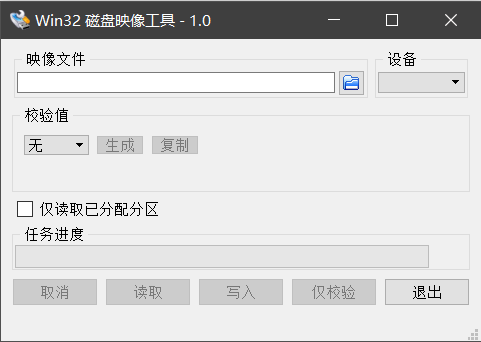 Win32 磁盘映像工具 - 1.0
映像文件
设备
校验值
无
生成
复制
仅读取已分配分区
任务进度
取消
读取
写入
仅校验
退出